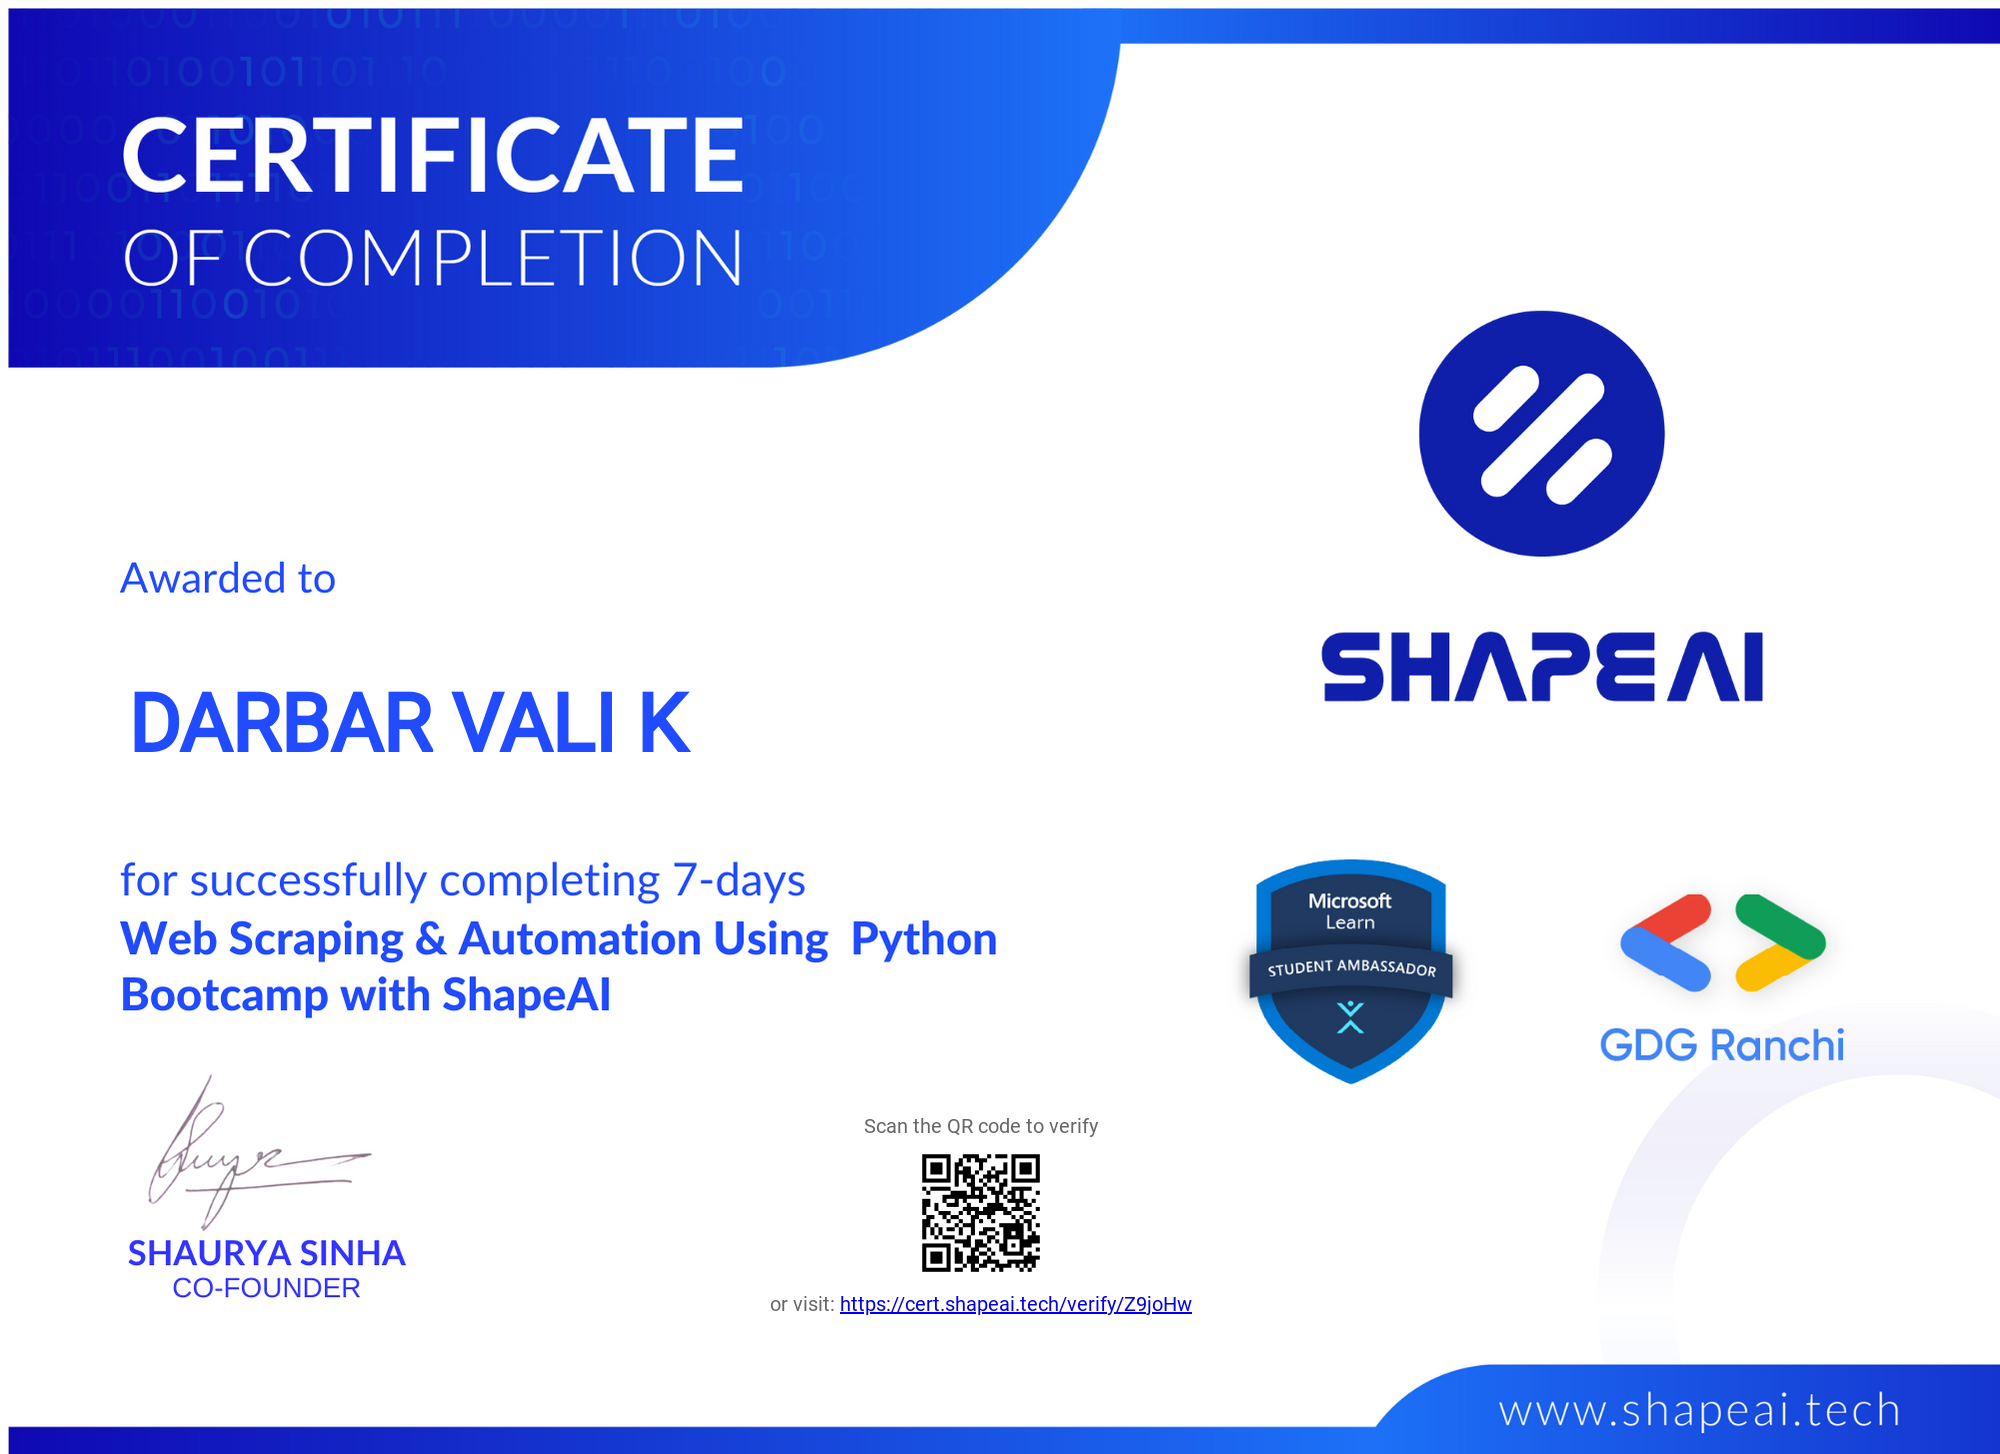 CERTIFICATE
OF COMPLETION
Awarded to
DARBAR VALI K
for successfully completing 7-days
Web Scraping & Automation Using Python
Bootcamp with ShapeAI
SHAPEAI
Microsoft
Learn
STUDENT AMBASSADOR
GDG Ranchi
SHAURYA SINHA
CO-FOUNDER
Scan the QR code to verify
or visit: https://cert.shapeai.tech/verify/Z9joHw
www.shapeai.tech